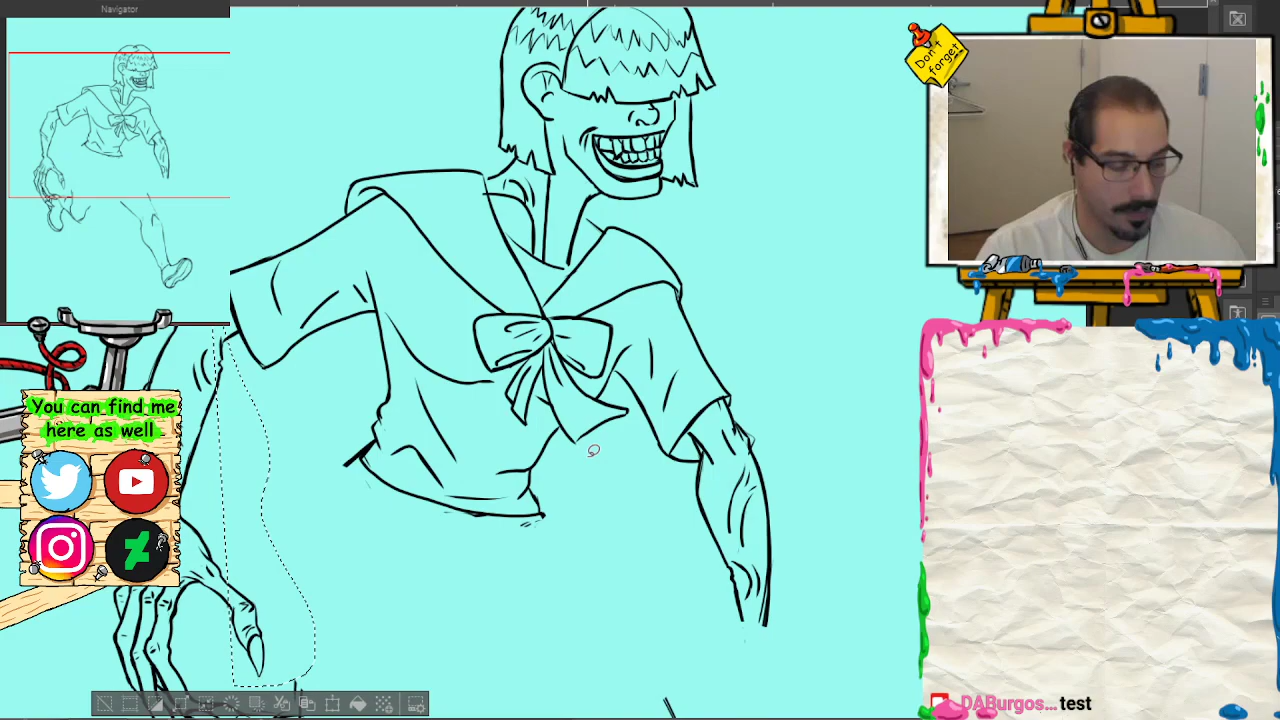 Navigator
Don't
forget
You can find me
here as well
DABurgos... test